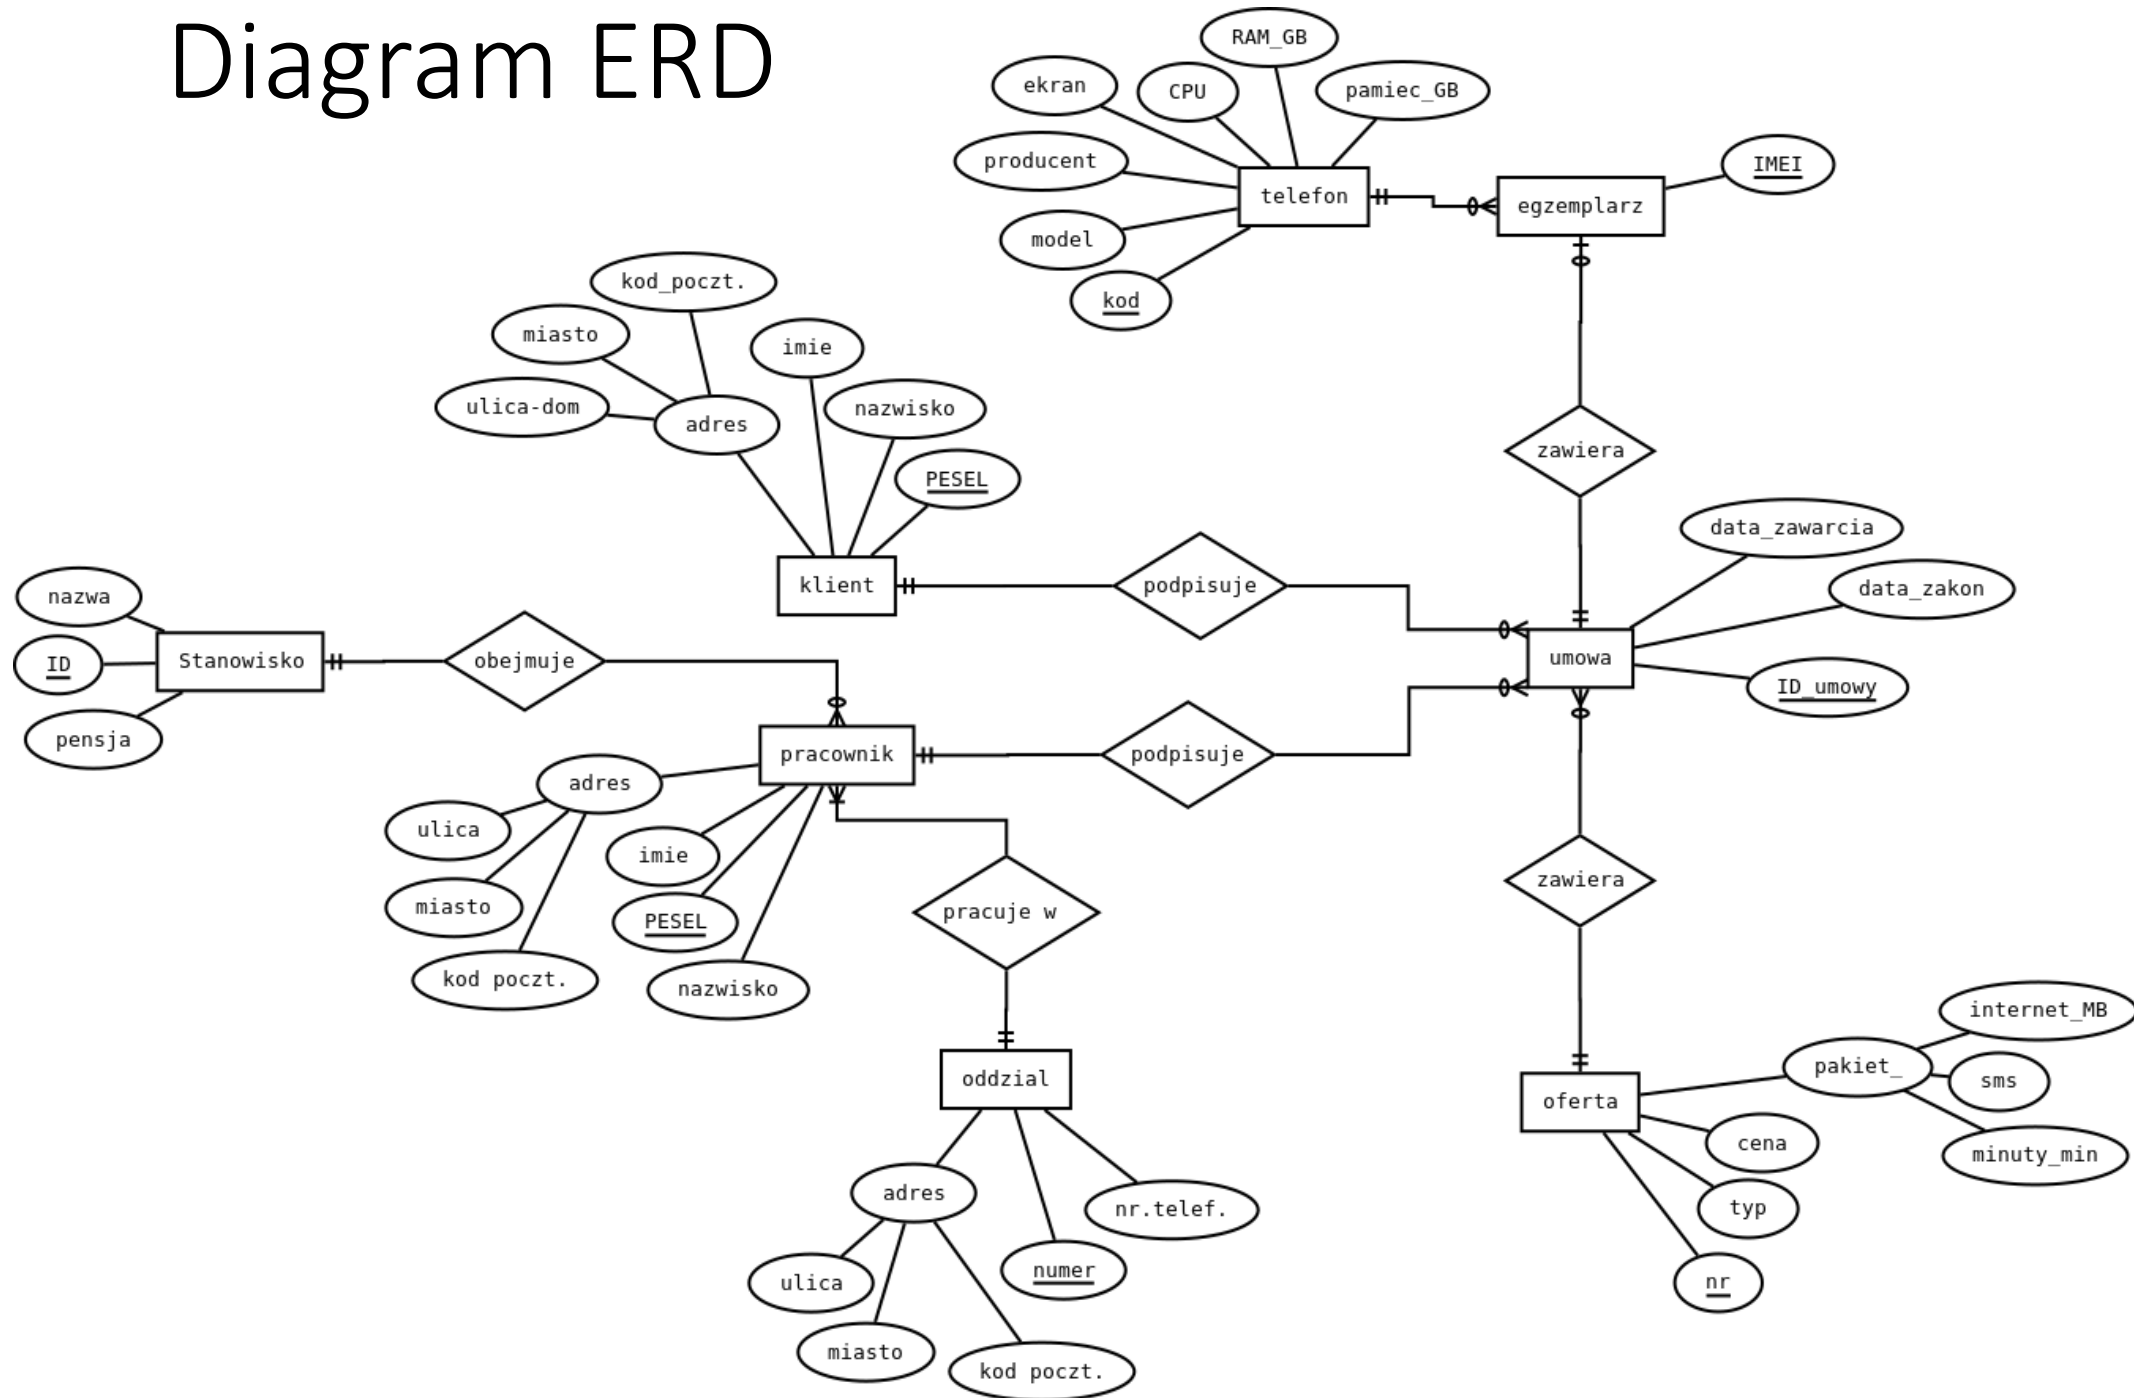 Diagram ERD
RAM_GB
ekran
CPU
pamiec_GB
producent
IMEI
telefon
egzemplarz
model
kod
kod_poczt.
miasto
imie
ulica-dom
adres
nazwisko
zawiera
PESEL
data_zawarcia
nazwa
klient
podpisuje
data_zakon
ID
Stanowisko
obejmuje
umowa
ID_umowy
pensja
pracownik
podpisuje
adres
ulica
imie
zawiera
miasto
PESEL
pracuje w
kod poczt.
nazwisko
internet_MB
oddzial
pakiet_
sms
oferta
cena
minuty_min
adres
nr.telef.
typ
ulica
numer
nr
miasto
kod poczt.